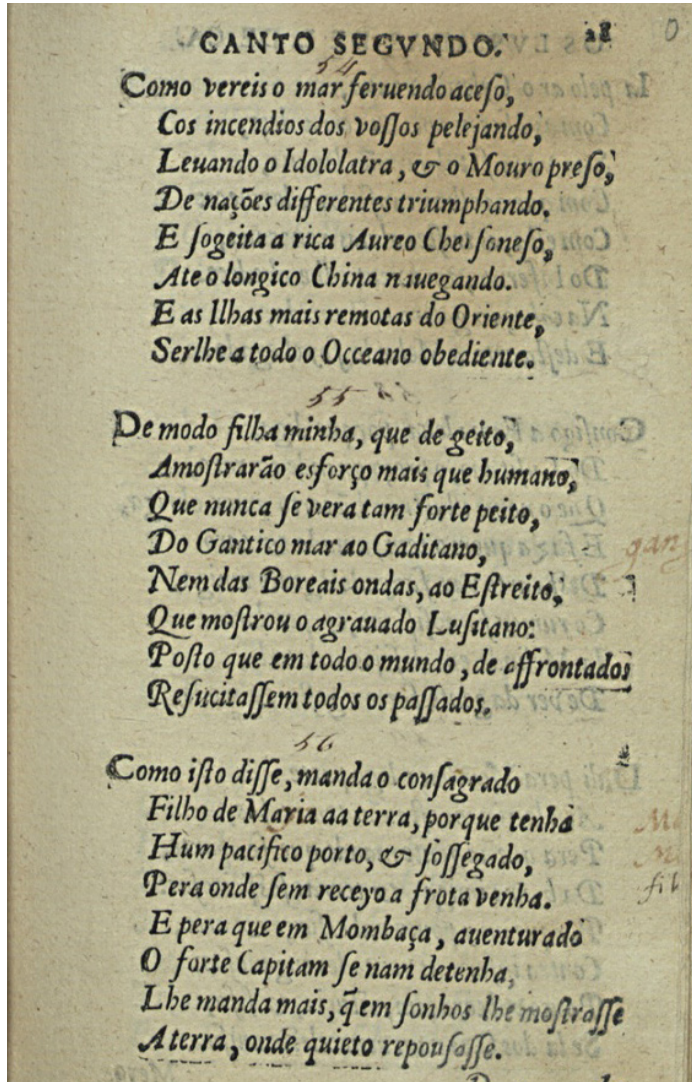 CANTO SEGVNDO. 28
54
Como vereis o mar feruendo aceſo,
Cos incendios dos voſſos pelejando,
Leuando o Idololatra, & o Mouro preſo,
De nações differentes triumphando.
E ſogeita a rica Aureo Cherſoneſo,
Ate o longico China nauegando.
E as Ilhas mais remotas do Oriente,
Serlhe a todo o Occeano obediente.
55
De modo filha minha, que de geito,
Amoſtrarão esforço mais que humano,
Que nunca ſe vera tam forte peito,
Do Gantico mar ao Gaditano,
gan
Nem das Boreais ondas, ao Eſtreito,
Que moſtrou o agrauado Luſitano:
Poſto que em todo o mundo, de affrontados
Reſucitaſſem todos os paſſados.
56
Como iſto diſſe, manda o conſagrado
Filho de Maria aa terra, porque tenha
Hum pacifico porto, & ſoſſegado,
Pera onde ſem receyo a frota venha.
fil
E pera que em Mombaça, auenturado
O forte Capitam ſe nam detenha,
Lhe manda mais, q̃ em ſonhos lhe moſtraſſe
A terra, onde quieto repouſaſſe.